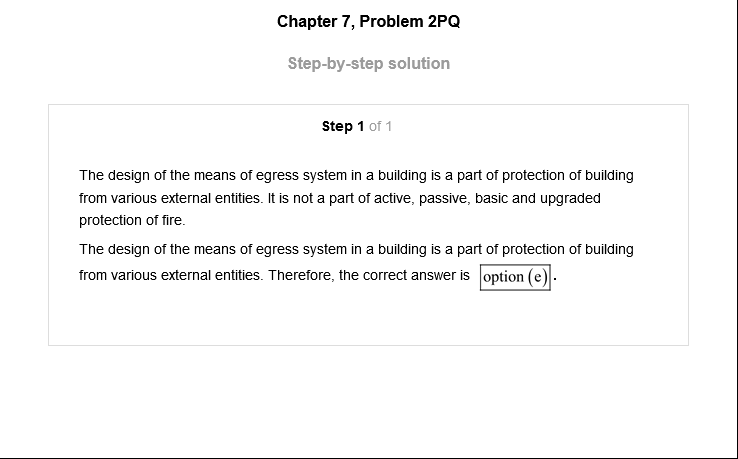 Chapter 7, Problem 2PQ
Step-by-step solution
Step 1 of 1
The design of the means of egress system in a building is a part of protection of building
from various external entities. It is not a part of active, passive, basic and upgraded
protection of fire.
The design of the means of egress system in a building is a part of protection of building
from various external entities. Therefore, the correct answer is option (e).